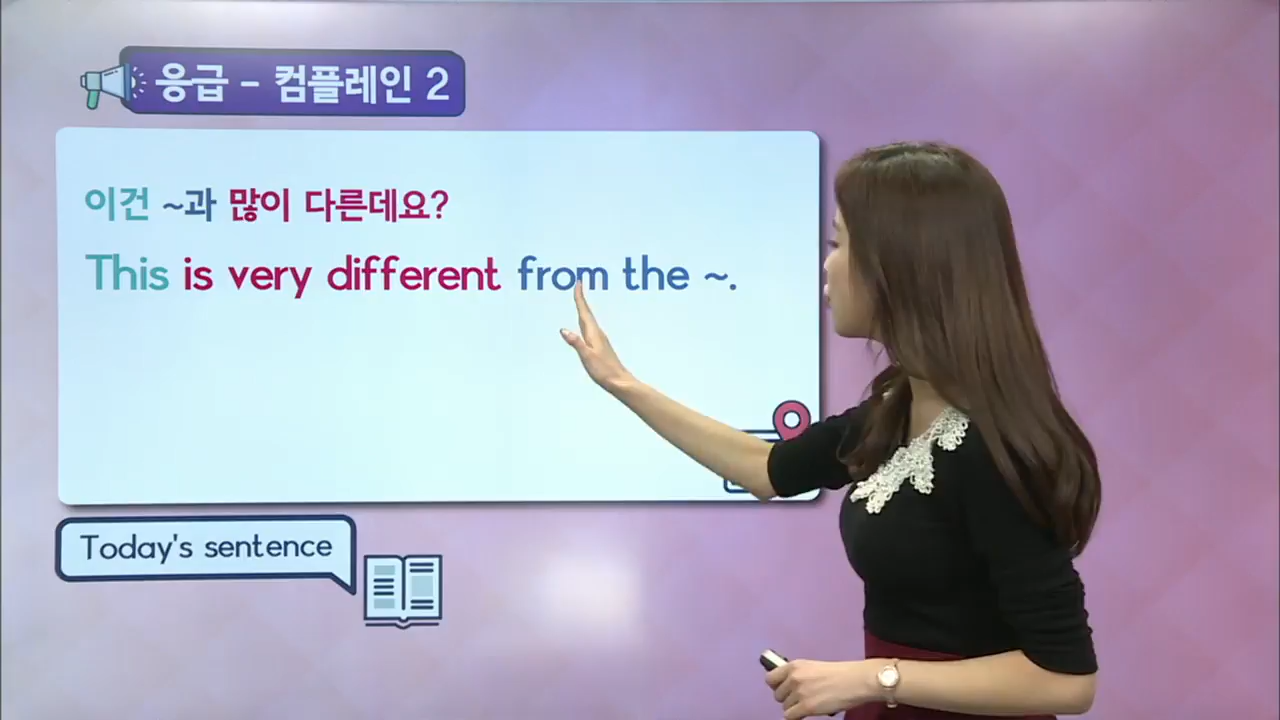 응급 - 컴플레인 2
이건 ~과 많이 다른데요?
This is very different from the ~.
Today's sentence